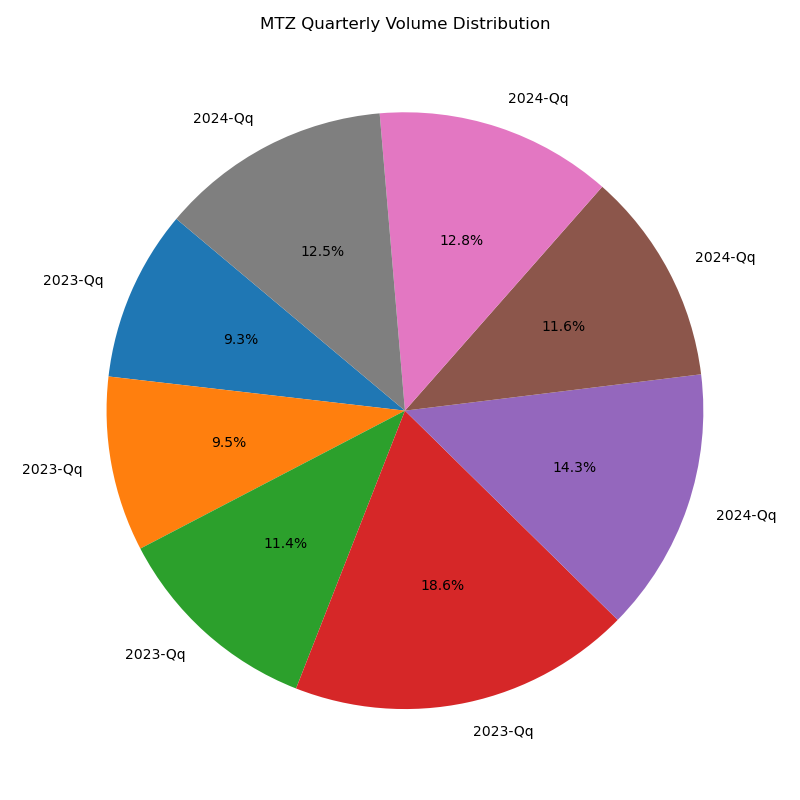 MTZ Quarterly Volume Distribution
2024-Qq
2024-Qq
12.8%
12.5%
2024-Qq
2023-Qq
11.6%
9.3%
9.5%
2023-Qq
14.3%
2024-Qq
11.4%
18.6%
2023-Qq
2023-Qq